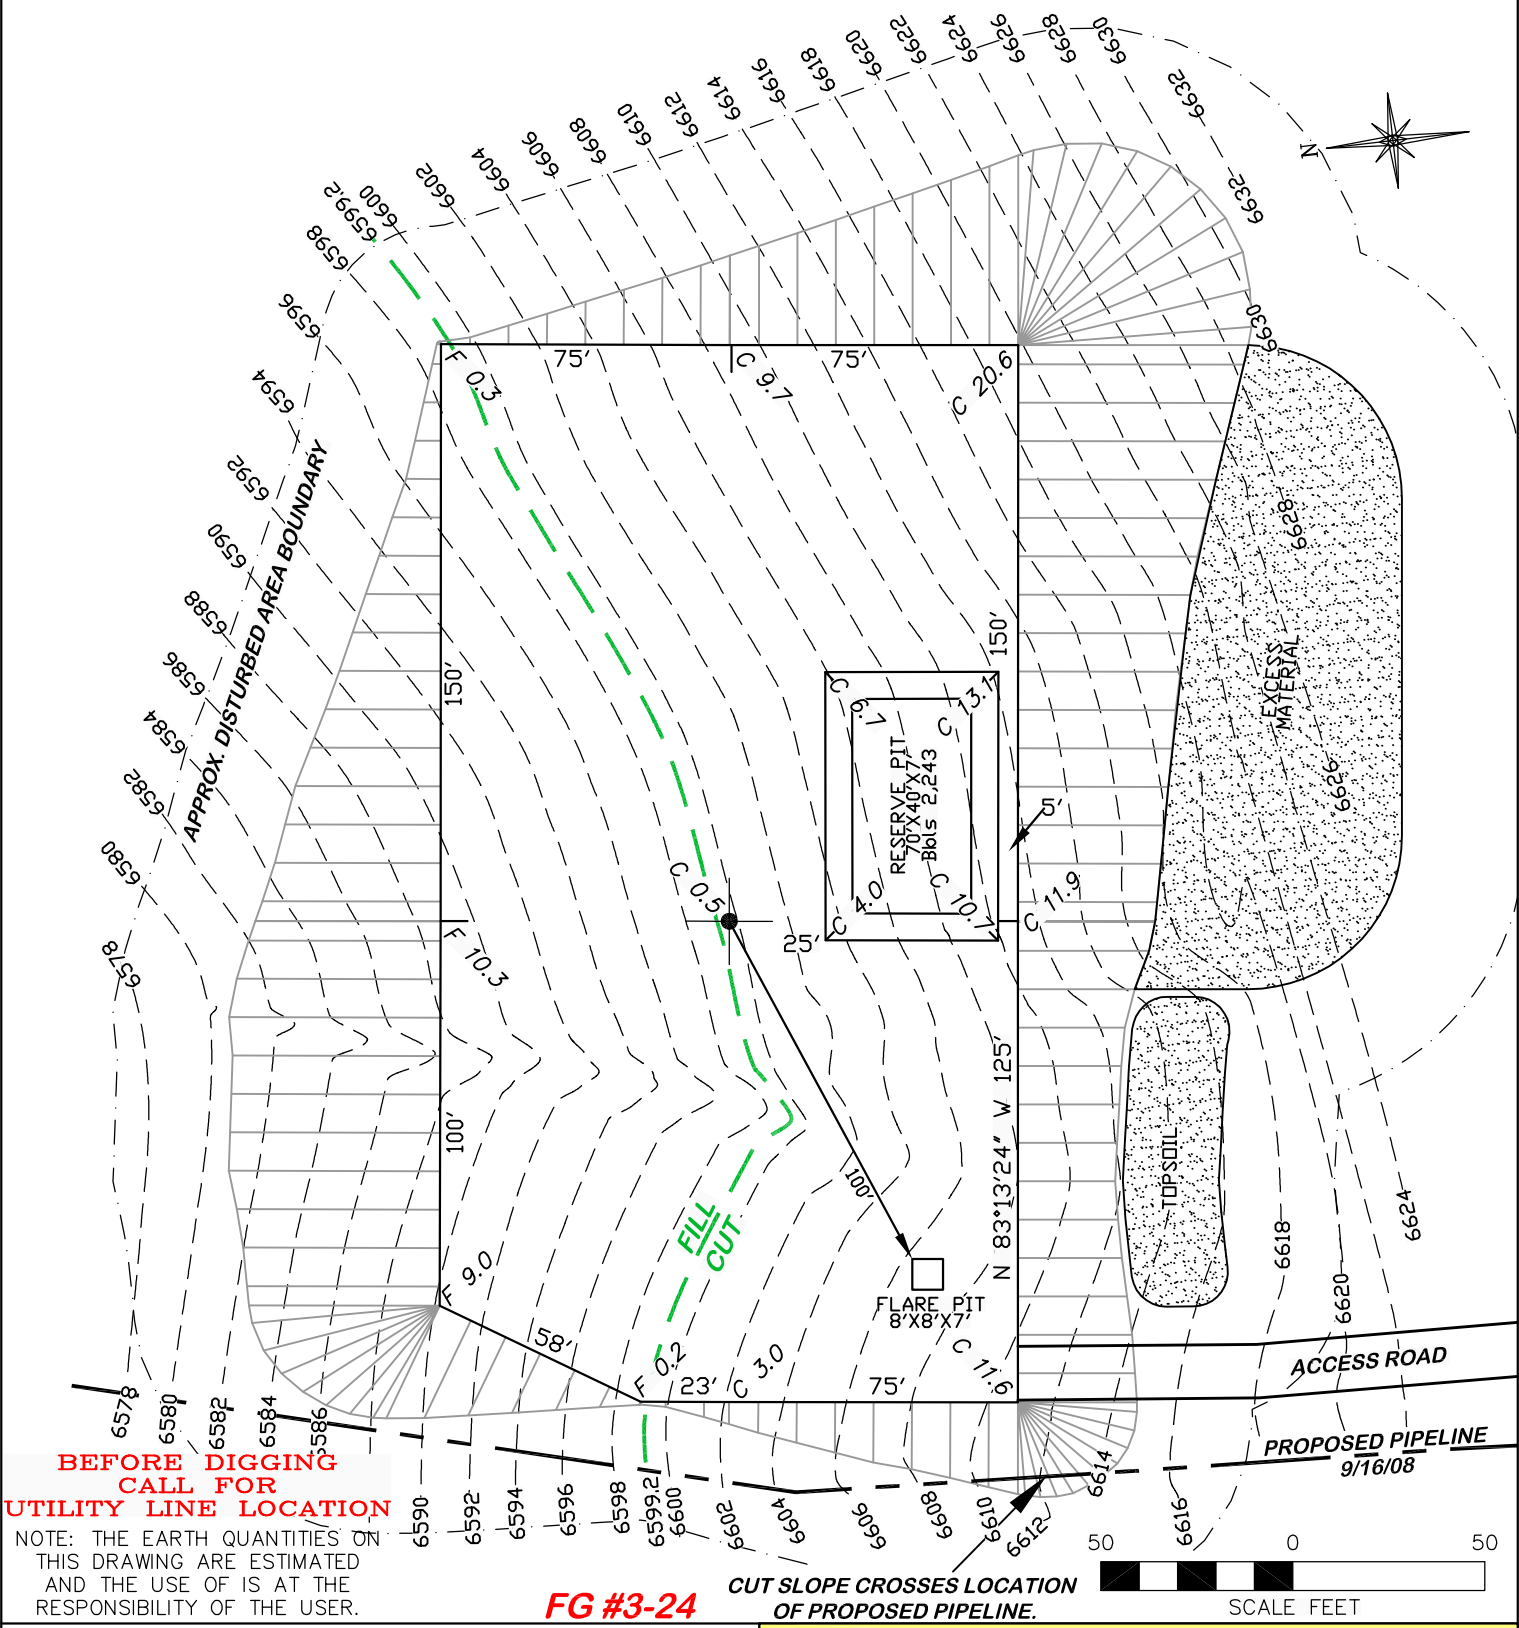 6622
6624
6626
6628
6630
6620
6618
6616
6614
6612
6610
6608
6606
6604
6602
6600
6599.2
6598
6632
N
6632
6630
6596
6594
6592
6590
6588
6586
6584
6582
6580
6578
APPROX. DISTURBED AREA BOUNDARY
F 0.3
75'
C 9.7
75'
C 20.6
150'
150'
6628
EXCESS
MATERIAL
6626
C 6.7
C 13.1
RESERVE PIT
70'X40'X7'
Bbls 2,243
5'
C 0.5
C 4.0
C 10.7
C 11.9
25'
F 10.3
100'
N 83°13'24" W 125'
TOPSOIL
100'
FILL
CUT
F 9.0
58'
F 0.2
23'
C 3.0
75'
C 11.6
FLARE PIT
8'X8'X7'
6618
6620
6624
ACCESS ROAD
PROPOSED PIPELINE
9/16/08
6578
6580
6582
6584
6586
6590
6592
6594
6596
6598
6599.2
6600
6602
6604
6606
6608
6610
6612
6614
6616
BEFORE DIGGING
CALL FOR
UTILITY LINE LOCATION
NOTE: THE EARTH QUANTITIES ON
THIS DRAWING ARE ESTIMATED
AND THE USE OF IS AT THE
RESPONSIBILITY OF THE USER.
FG #3-24
CUT SLOPE CROSSES LOCATION
OF PROPOSED PIPELINE.
50 0 50
SCALE FEET